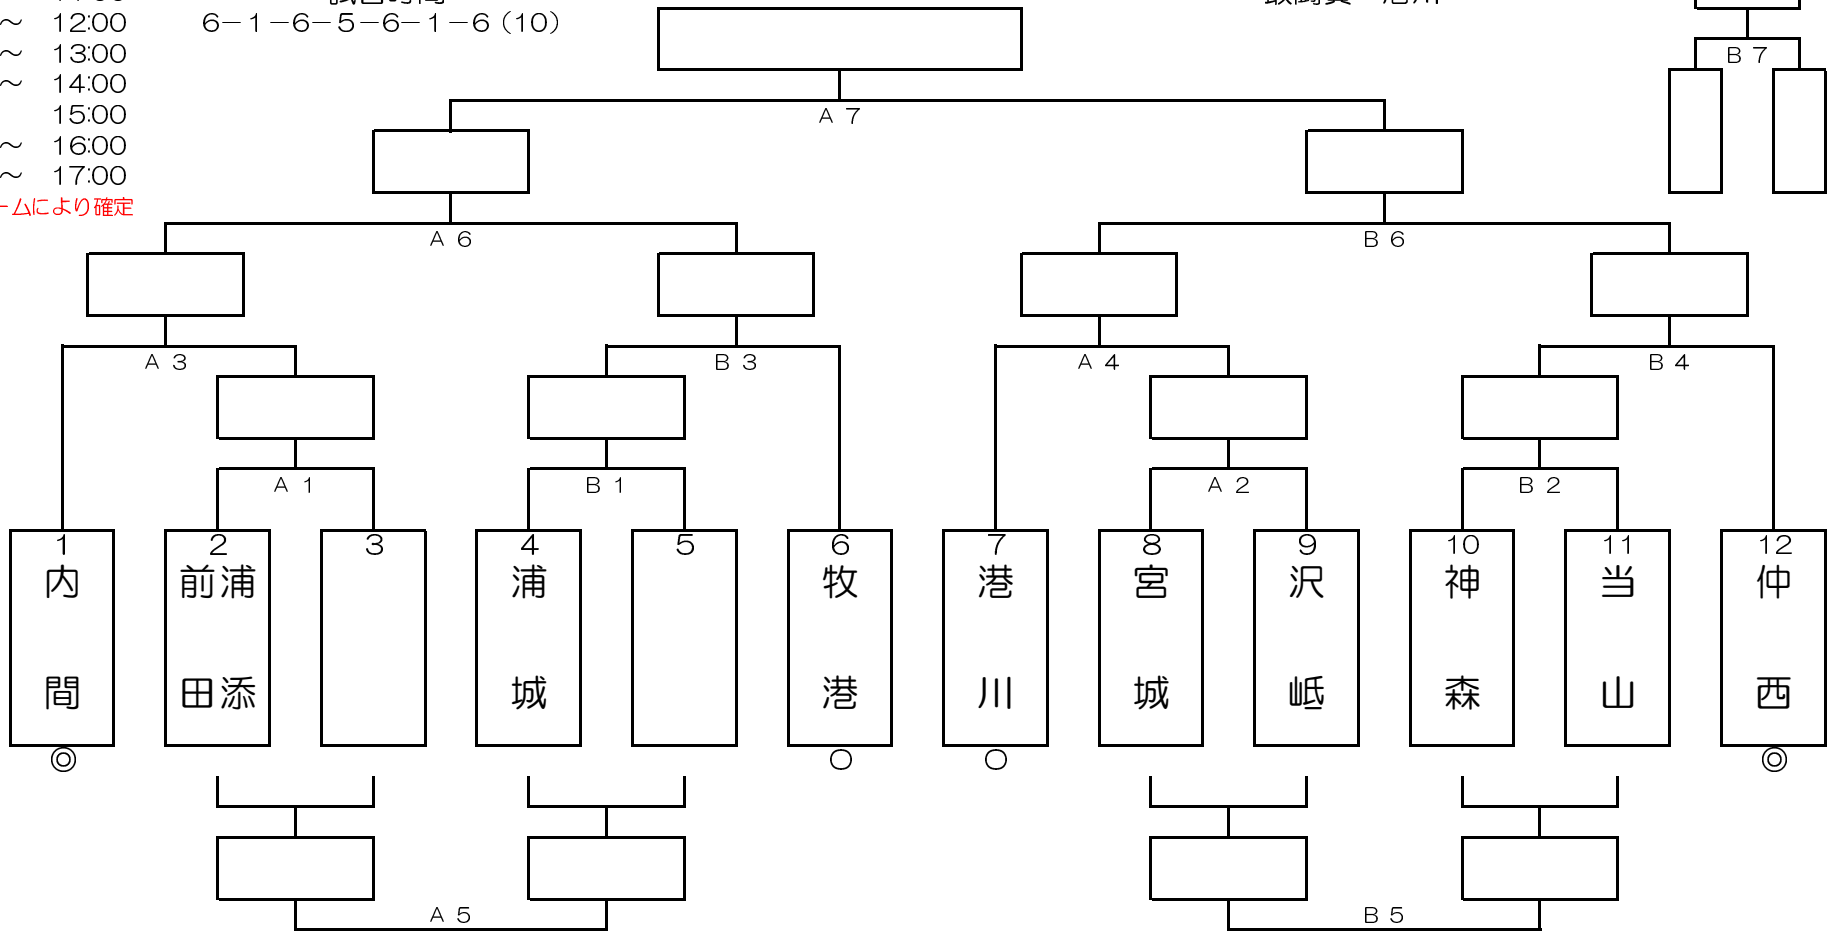 ～ 12:00 6－1－6－5－6－1－6（10）
～ 13:00
B 7
～ 14:00
15:00
A 7
～ 16:00
～ 17:00
ームにより確定
A 6
B 6
A 3
B 3
A 4
B 4
A 1
B 1
A 2
B 2
1 内間 ◎
2 前田 浦添
3
4 浦城
5
6 牧港 ○
7 港川 ○
8 宮城
9 沢岻
10 神森
11 当山
12 仲西 ◎
A 5
B 5